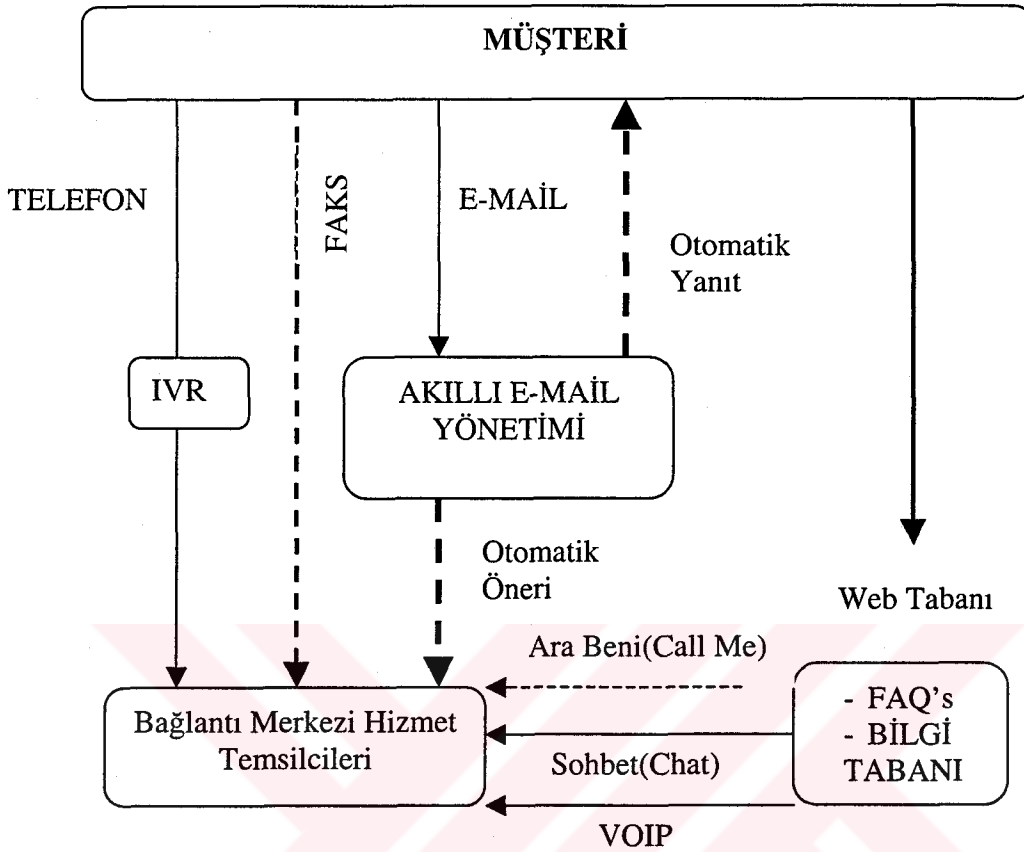 MÜŞTERİ
TELEFON
FAKS
E-MAİL
Otomatik
Yanıt
IVR
AKILLI E-MAİL
YÖNETİMİ
Otomatik
Öneri
Web Tabanı
Ara Beni(Call Me)
Bağlantı Merkezi Hizmet
Temsilcileri
- FAQ's
- BİLGİ
TABANI
Sohbet(Chat)
VOIP